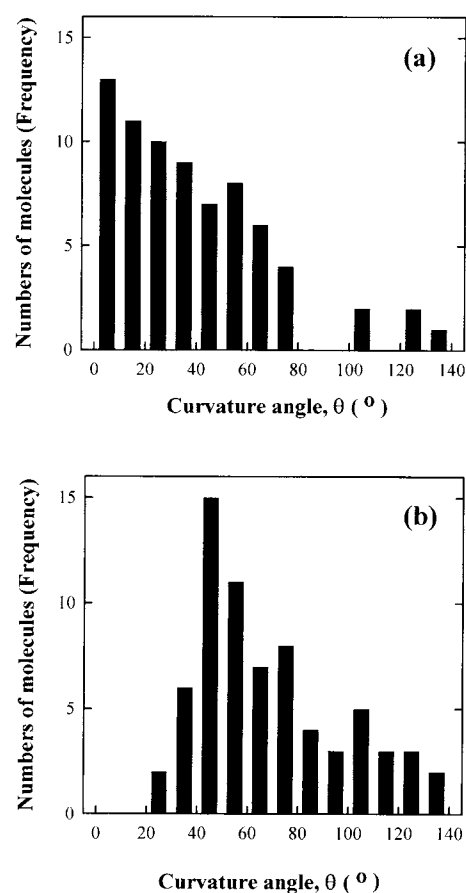 (a)
15
10
5
0
Numbers of molecules (Frequency)
0 20 40 60 80 100 120 140
Curvature angle, θ ( º )
(b)
15
10
5
0
Numbers of molecules (Frequency)
0 20 40 60 80 100 120 140
Curvature angle, θ ( º )